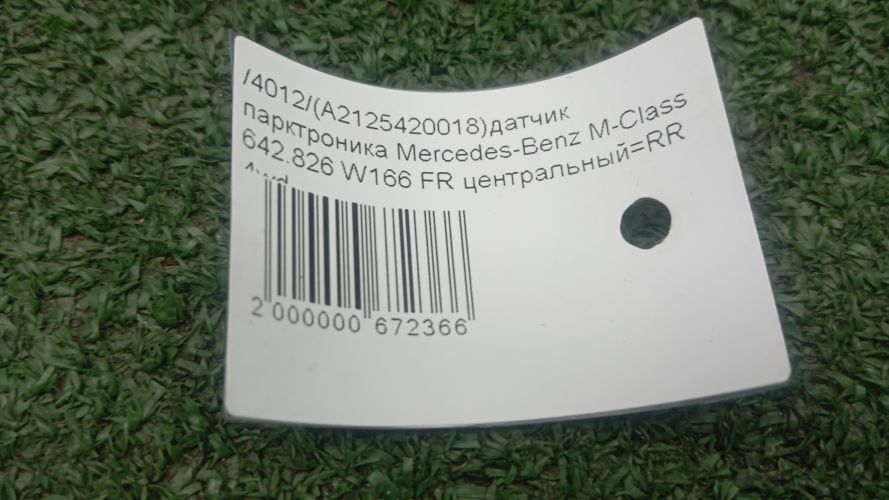 /4012/(A2125420018)датчик
парктроника Mercedes-Benz M-Class
642.826 W166 FR центральный=RR
2 000000 672366